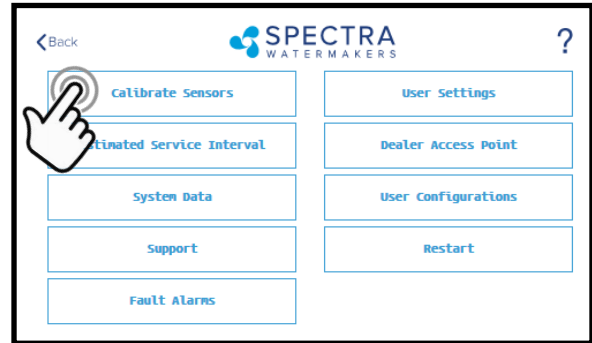 Back
SPECTRA
WATERMAKERS
?
Calibrate Sensors
User Settings
timated Service Interval
Dealer Access Point
System Data
User Configurations
Support
Restart
Fault Alarms